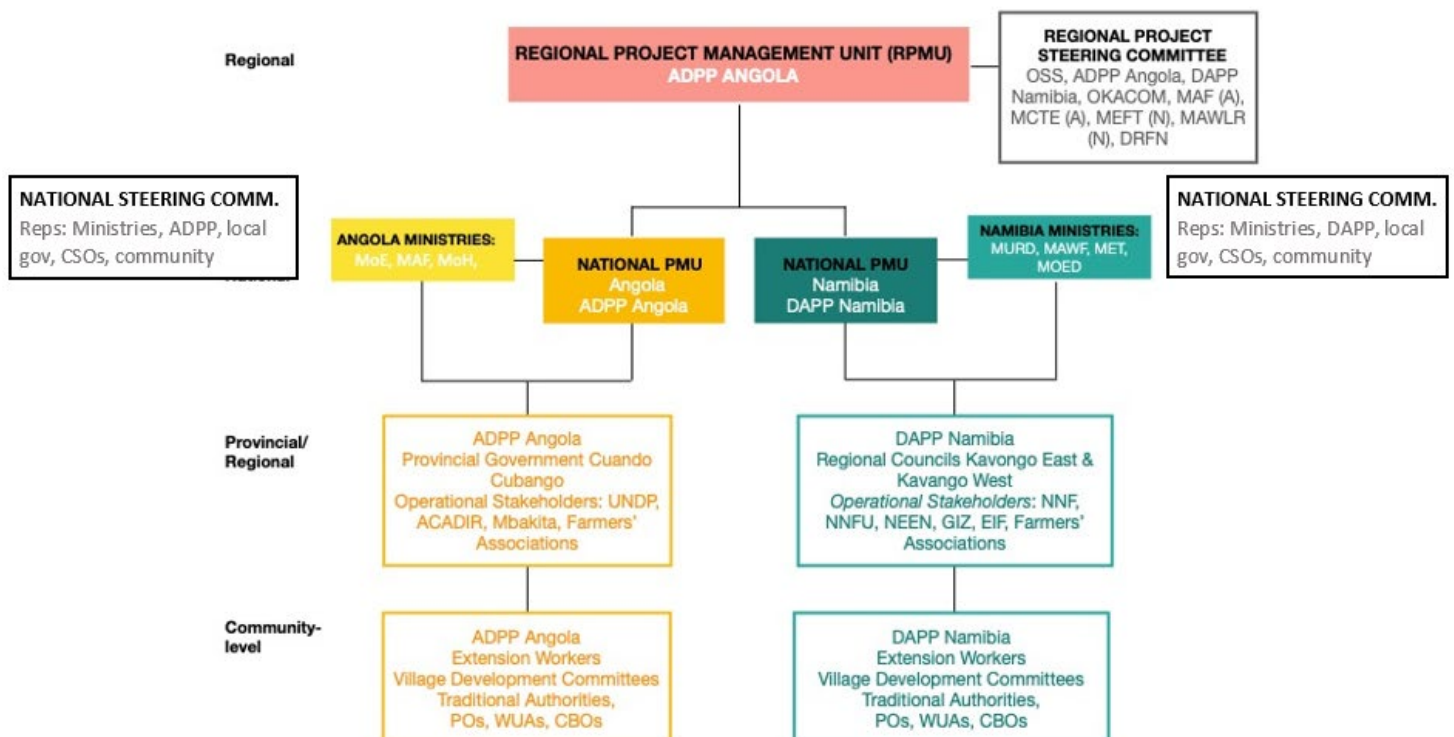 Regional
REGIONAL PROJECT MANAGEMENT UNIT (RPMU)
ADPP ANGOLA
REGIONAL PROJECT
STEERING COMMITTEE
OSS, ADPP Angola, DAPP
Namibia, OKACOM, MAF (A),
MCTE (A), MEFT (N), MAWLR
(N), DRFN
NATIONAL STEERING COMM.
Reps: Ministries, ADPP, local
gov, CSOs, community
ANGOLA MINISTRIES:
MoE, MAF, MoH,
NATIONAL PMU
Angola
ADPP Angola
NATIONAL PMU
Namibia
DAPP Namibia
NAMIBIA MINISTRIES:
MURD, MAWF, MET,
MOED
NATIONAL STEERING COMM.
Reps: Ministries, DAPP, local
gov, CSOs, community
Provincial/
Regional
ADPP Angola
Provincial Government Cuando
Cubango
Operational Stakeholders: UNDP,
ACADIR, Mbakita, Farmers'
Associations
DAPP Namibia
Regional Councils Kavongo East &
Kavango West
Operational Stakeholders: NNF,
NNFU, NEEN, GIZ, EIF, Farmers'
Associations
Community-
level
ADPP Angola
Extension Workers
Village Development Committees
Traditional Authorities,
POs, WUAs, CBOs
DAPP Namibia
Extension Workers
Village Development Committees
Traditional Authorities,
POs, WUAs, CBOs